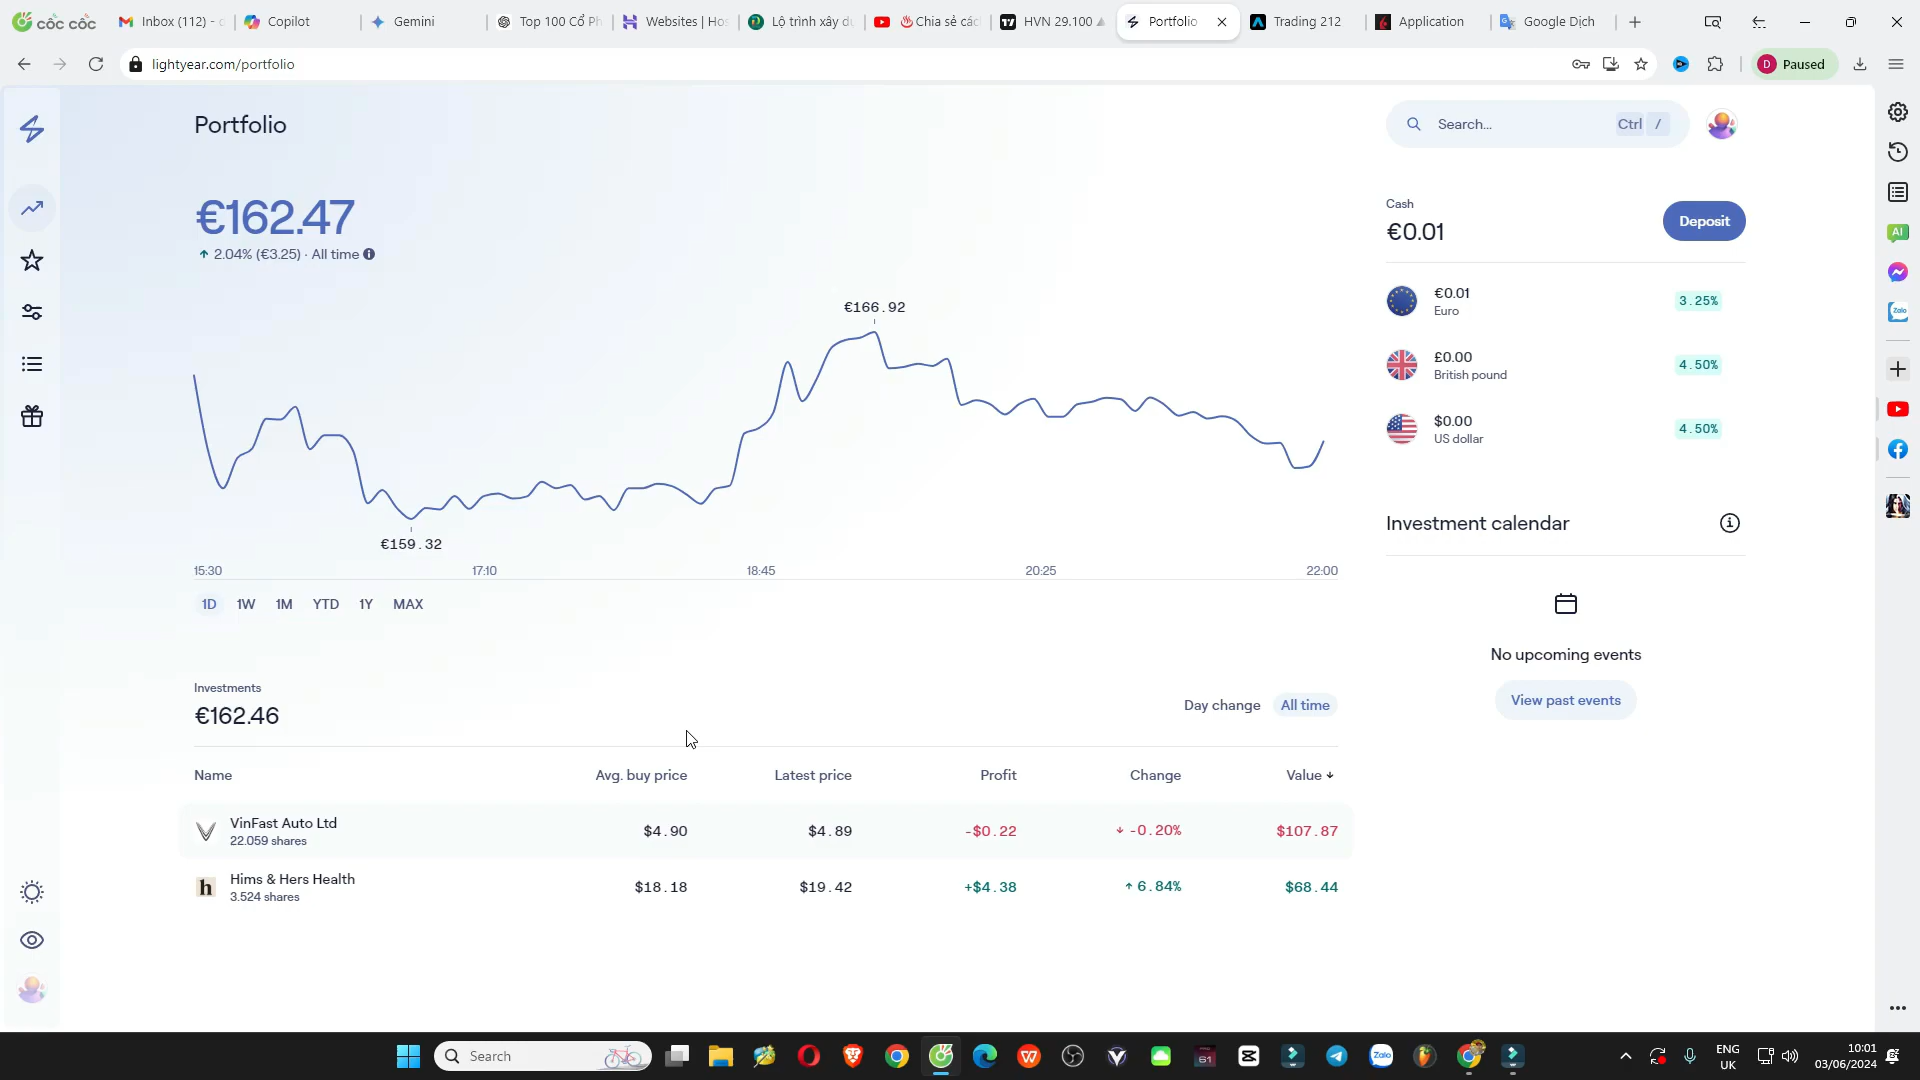 cốc cốc
Inbox (112) -
Copilot
Gemini
Top 100 Cổ Ph
Websites | Hos
Lộ trình xây dự
Chia sẻ các
HVN 29.100
Portfolio
Trading 212
Application
Google Dịch
lightyear.com/portfolio
D
Paused
Portfolio
Search...
Ctrl
/
€162.47
2.04% (€3.25) · All time
€166.92
€159.32
15:30
17:10
18:45
20:25
22:00
1D
1W
1M
YTD
1Y
MAX
Cash
€0.01
Deposit
€0.01
Euro
3.25%
£0.00
British pound
4.50%
$0.00
US dollar
4.50%
Investment calendar
No upcoming events
View past events
Investments
€162.46
Day change
All time
Name
Avg. buy price
Latest price
Profit
Change
Value
VinFast Auto Ltd
22.059 shares
$4.90
$4.89
-$0.22
-0.20%
$107.87
h
Hims & Hers Health
3.524 shares
$18.18
$19.42
+$4.38
6.84%
$68.44
AI
Zalo
Search
61
Zalo
ENG
UK
10:01
03/06/2024